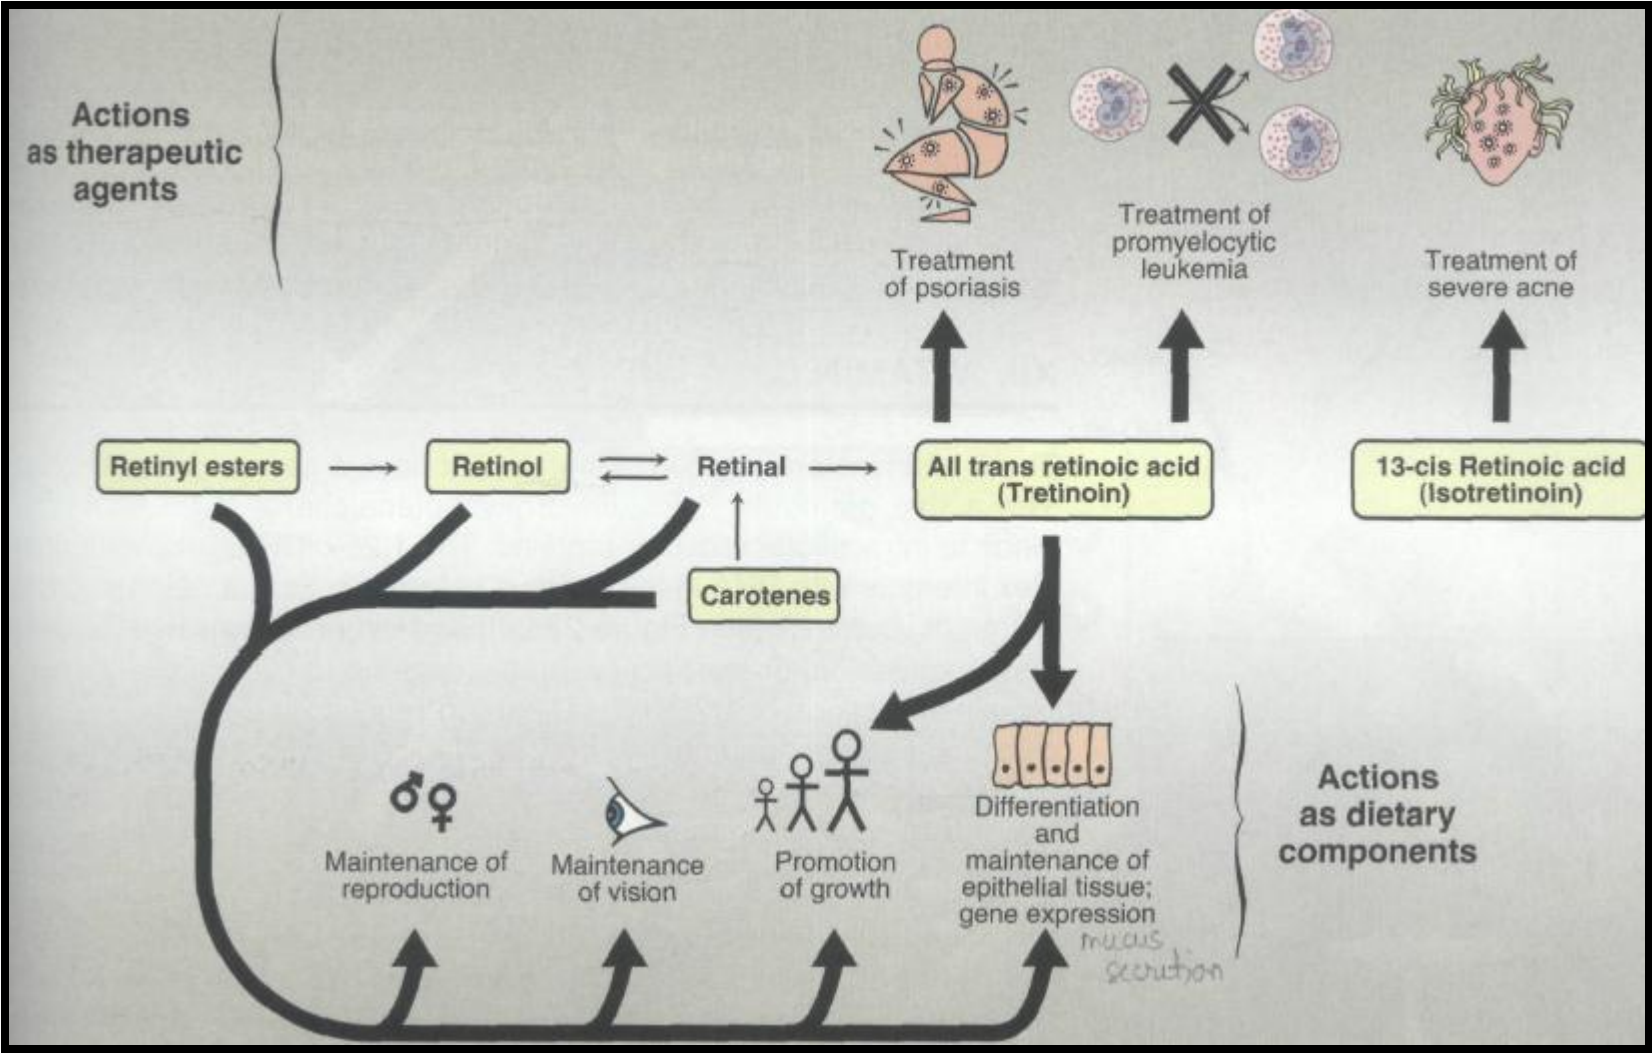 Actions
as therapeutic
agents
Treatment
of psoriasis
Treatment of
promyelocytic
leukemia
Treatment of
severe acne
Retinyl esters
Retinol
Retinal
All trans retinoic acid
(Tretinoin)
13-cis Retinoic acid
(Isotretinoin)
Carotenes
Maintenance of
reproduction
Maintenance
of vision
Promotion
of growth
Differentiation
and
maintenance of
epithelial tissue;
gene expression
mucus
secrution
Actions
as dietary
components